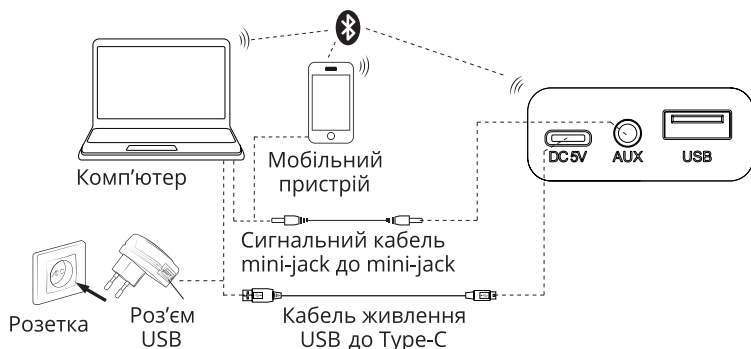 DC 5V AUX USB
Комп’ютер
Мобільний
пристрій
Сигнальний кабель
mini-jack до mini-jack
Розетка
Роз’єм
USB
Кабель живлення
USB до Type-C